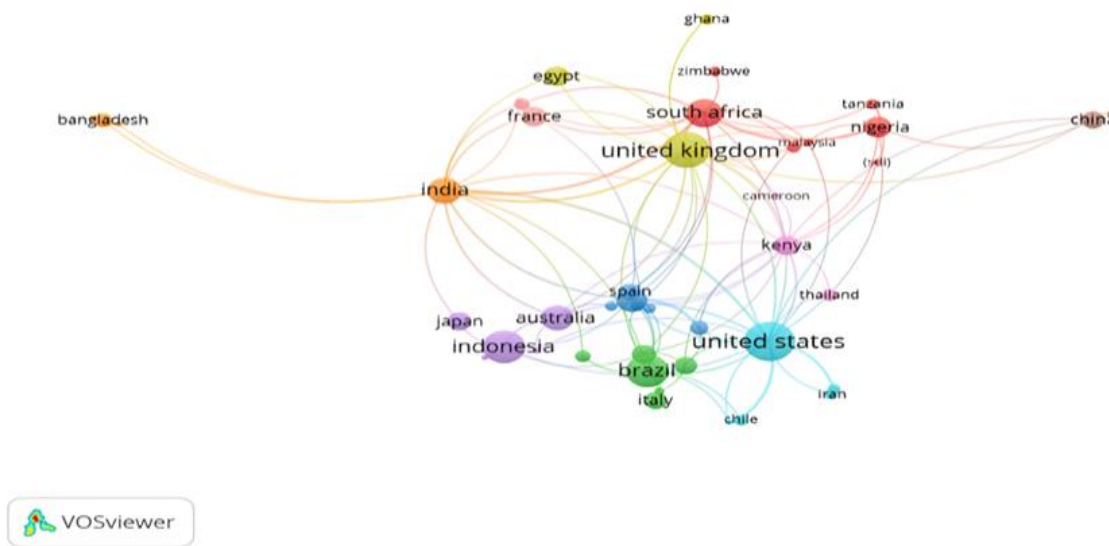 ghana
zimbabwe
egypt
tanzania
south africa
france
bangladesh
china
nigeria
malaysia
united kingdom
india
cameroon
kenya
spain
thailand
australia
japan
indonesia
united states
brazil
iran
italy
chile
VOSviewer